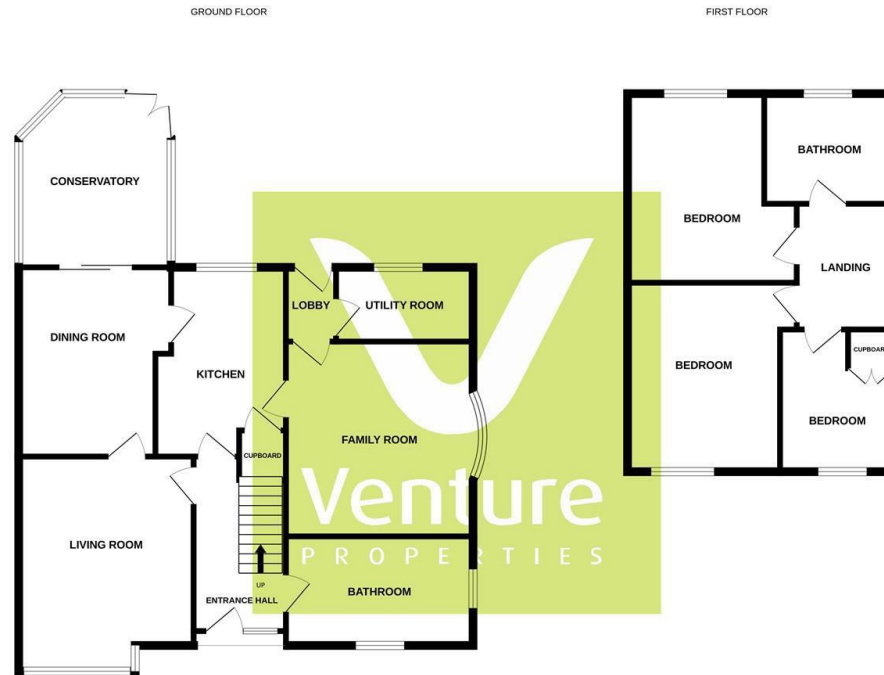 GROUND FLOOR
CONSERVATORY
DINING ROOM
KITCHEN
LOBBY
UTILITY ROOM
FAMILY ROOM
CUPBOARD
LIVING ROOM
UP
ENTRANCE HALL
BATHROOM
Venture
PROPERTIES
FIRST FLOOR
BEDROOM
BATHROOM
LANDING
BEDROOM
CUPBOAR
BEDROOM